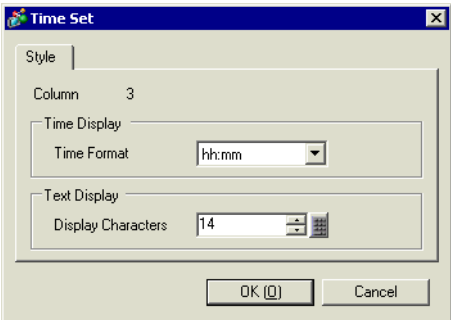 Time Set
Style
Column 3
Time Display
Time Format hh:mm
Text Display
Display Characters 14
OK (O) Cancel